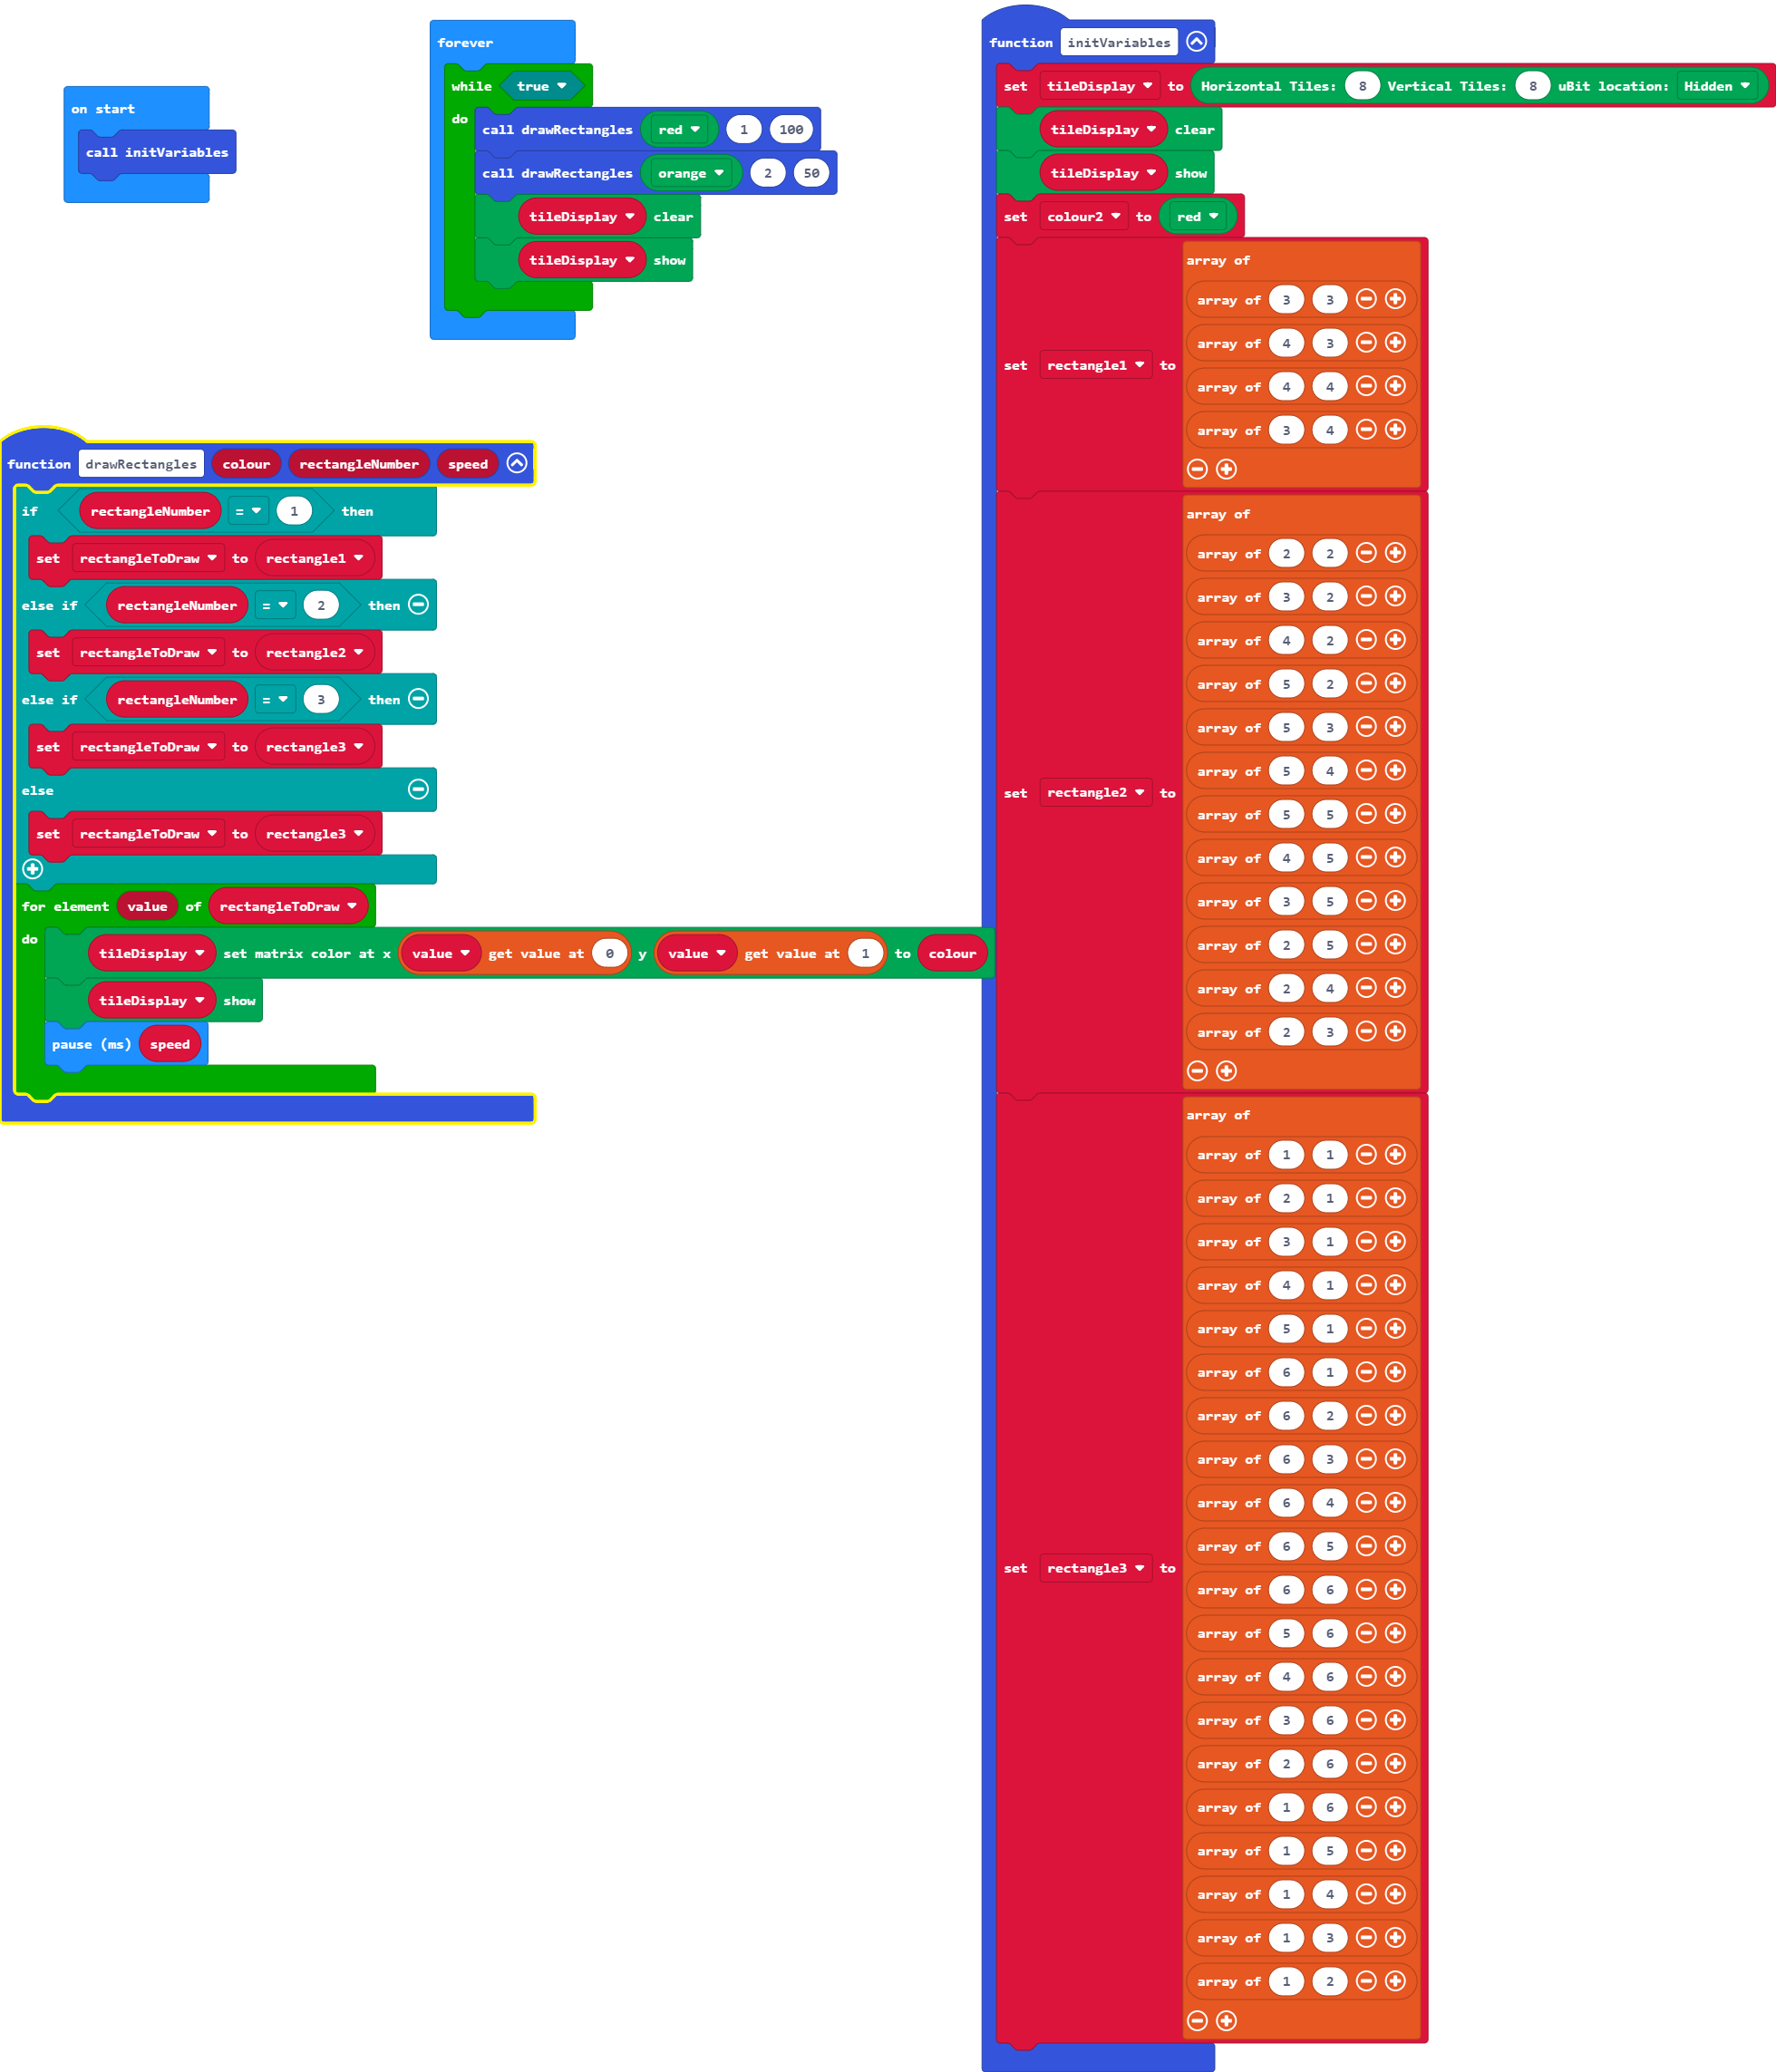 on start
call initVariables
forever
while true
do
call drawRectangles red 1 100
call drawRectangles orange 2 50
tileDisplay clear
tileDisplay show
function drawRectangles colour rectangleNumber speed
if rectangleNumber = 1 then
set rectangleToDraw to rectangle1
else if rectangleNumber = 2 then
set rectangleToDraw to rectangle2
else if rectangleNumber = 3 then
set rectangleToDraw to rectangle3
else
set rectangleToDraw to rectangle3
for element value of rectangleToDraw
do
tileDisplay set matrix color at x value get value at 0 y value get value at 1 to colour
tileDisplay show
pause (ms) speed
function initVariables
set tileDisplay to Horizontal Tiles: 8 Vertical Tiles: 8 uBit location: Hidden
tileDisplay clear
tileDisplay show
set colour2 to red
set rectangle1 to
array of
array of 3 3
array of 4 3
array of 4 4
array of 3 4
set rectangle2 to
array of
array of 2 2
array of 3 2
array of 4 2
array of 5 2
array of 5 3
array of 5 4
array of 5 5
array of 4 5
array of 3 5
array of 2 5
array of 2 4
array of 2 3
set rectangle3 to
array of
array of 1 1
array of 2 1
array of 3 1
array of 4 1
array of 5 1
array of 6 1
array of 6 2
array of 6 3
array of 6 4
array of 6 5
array of 6 6
array of 5 6
array of 4 6
array of 3 6
array of 2 6
array of 1 6
array of 1 5
array of 1 4
array of 1 3
array of 1 2